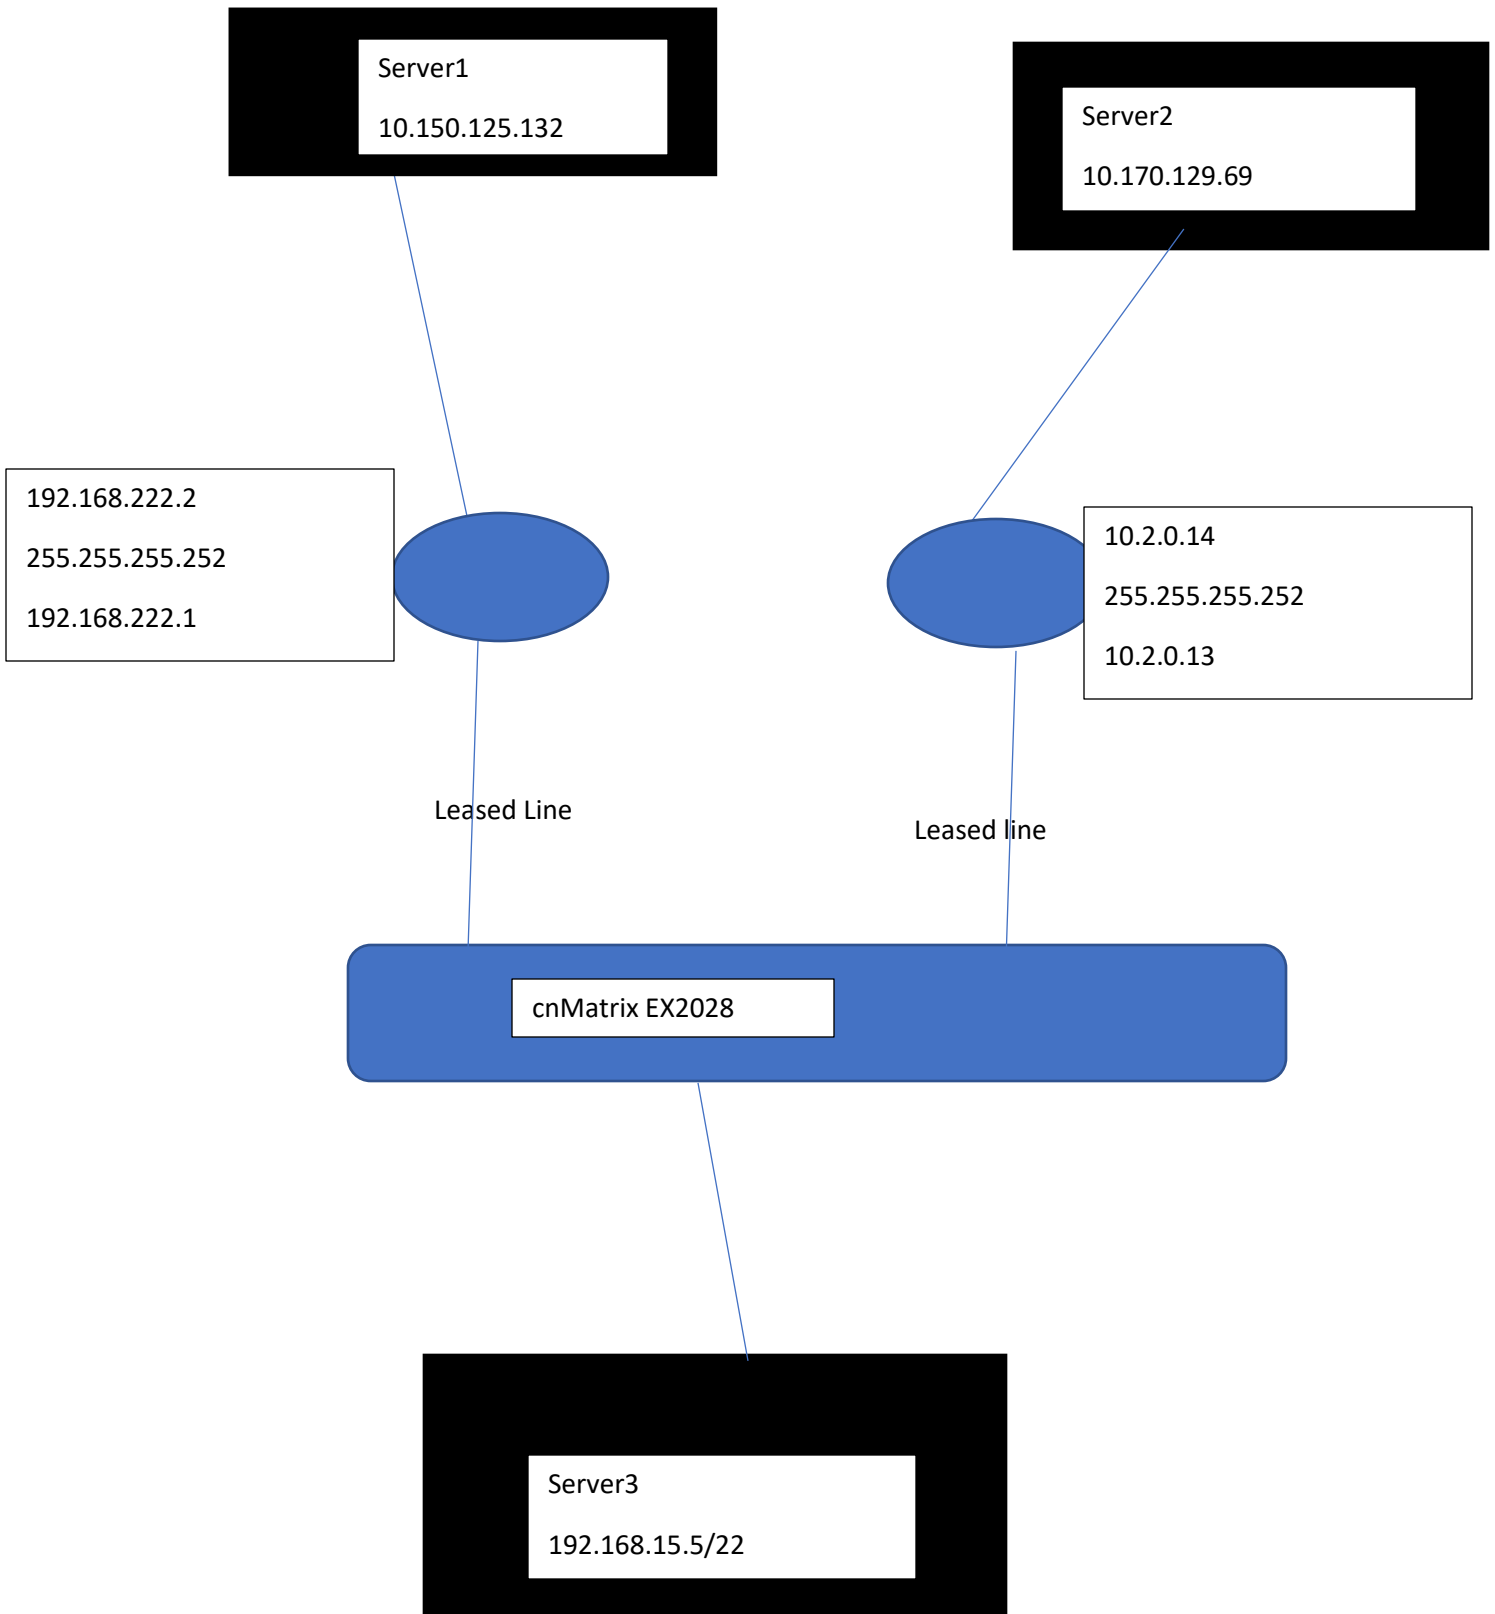 Server1
10.150.125.132
Server2
10.170.129.69
192.168.222.2
255.255.255.252
192.168.222.1
10.2.0.14
255.255.255.252
10.2.0.13
Leased Line
Leased line
cnMatrix EX2028
Server3
192.168.15.5/22